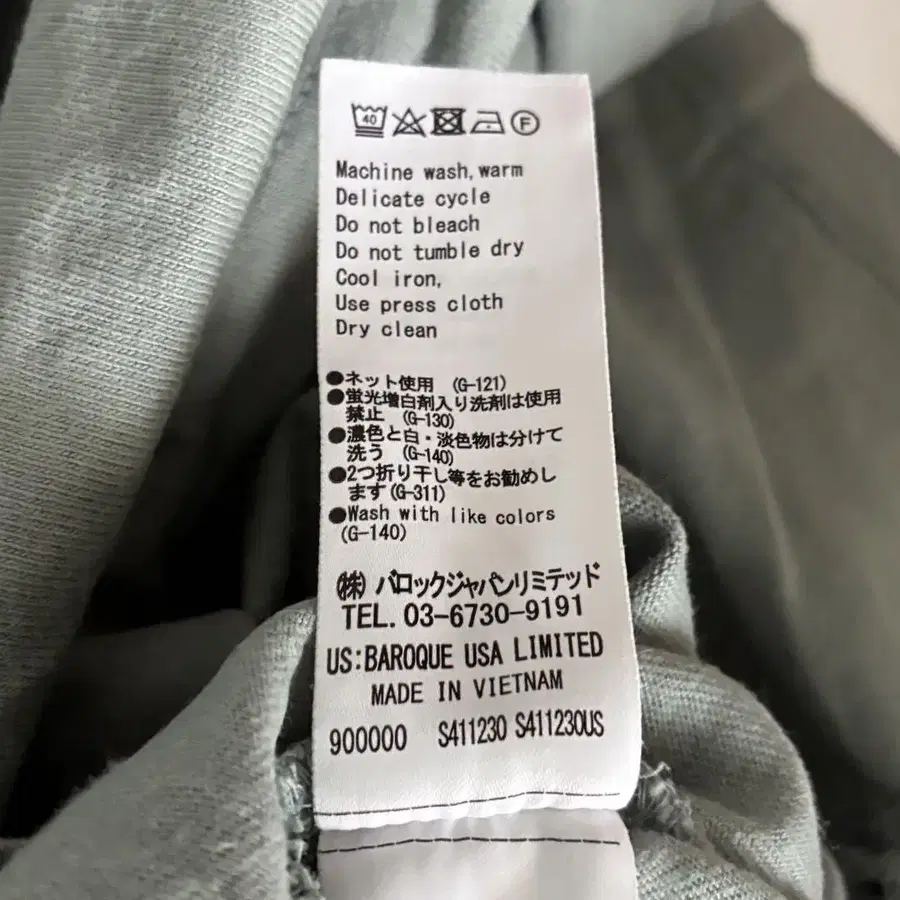 40 F
Machine wash, warm
Delicate cycle
Do not bleach
Do not tumble dry
Cool iron,
Use press cloth
Dry clean
●ネット使用 (G-121)
●蛍光増白剤入り洗剤は使用
禁止 (G-130)
●濃色と白・淡色物は分けて
洗う (G-140)
●2つ折り干し等をお勧めし
ます(G-311)
●Wash with like colors
(G-140)
㈱ バロックジャパンリミテッド
TEL. 03-6730-9191
US:BAROQUE USA LIMITED
MADE IN VIETNAM
900000 S411230 S411230US